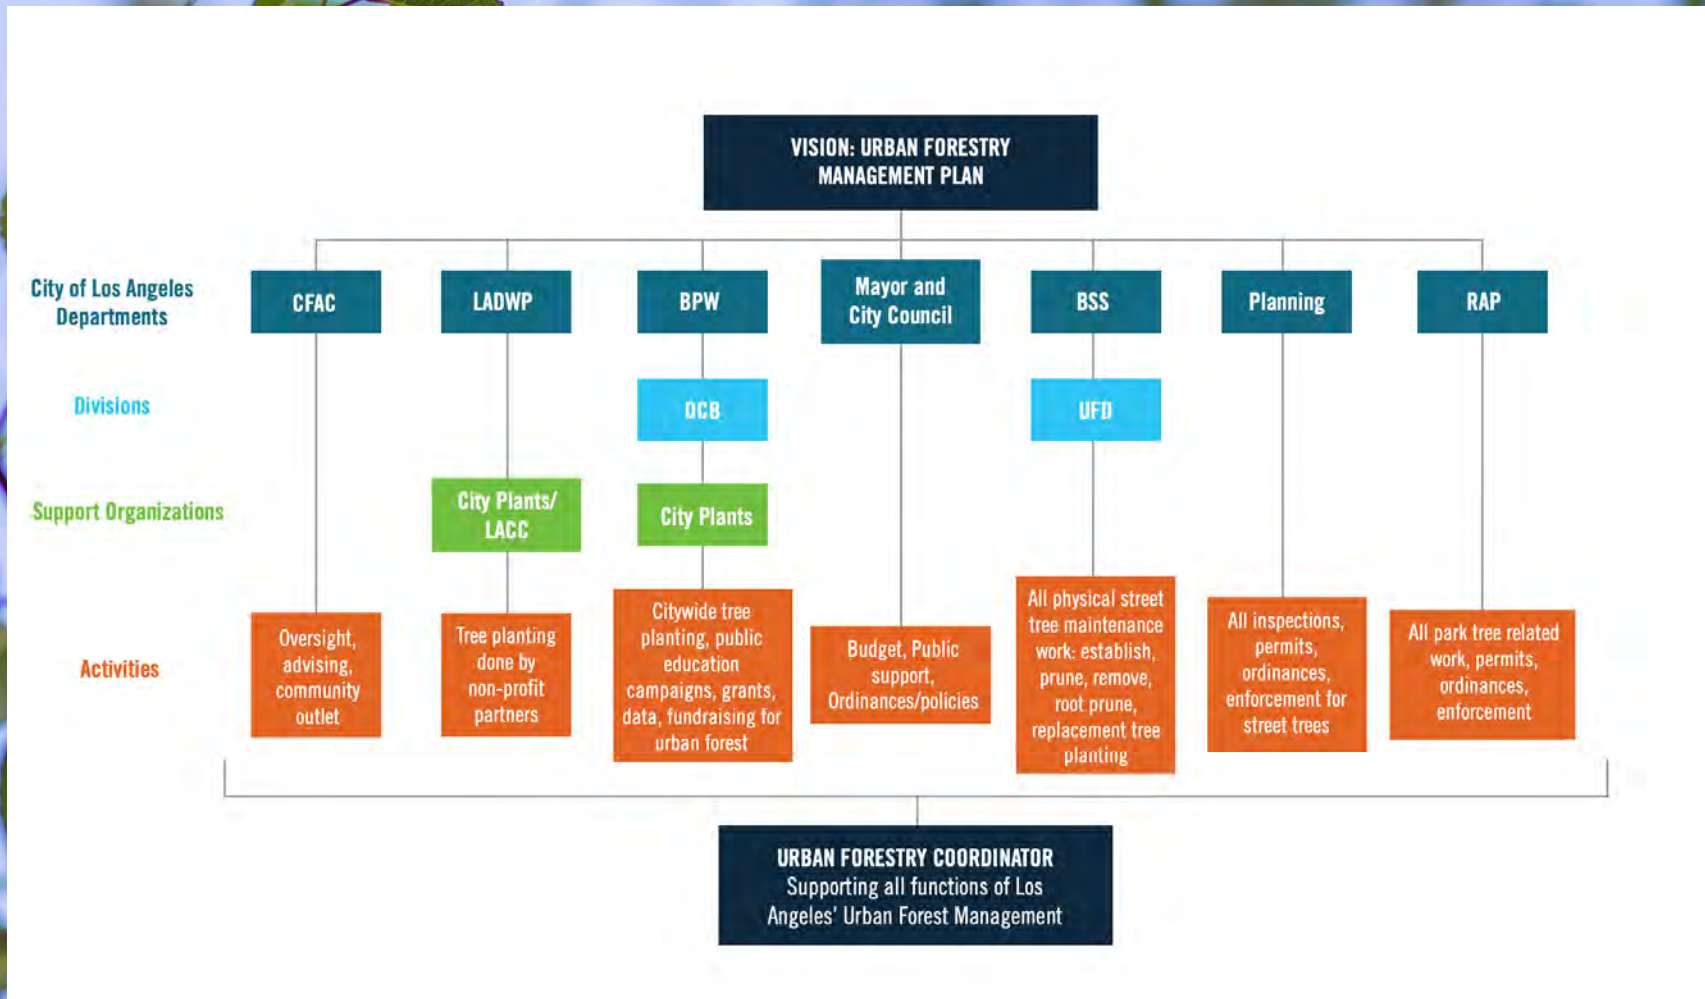 VISION: URBAN FORESTRY
MANAGEMENT PLAN
City of Los Angeles
Departments
CFAC
LADWP
BPW
Mayor and
City Council
BSS
Planning
RAP
Divisions
OCB
UFD
Support Organizations
City Plants/
LACC
City Plants
Activities
Oversight,
advising,
community
outlet
Tree planting
done by
non-profit
partners
Citywide tree
planting, public
education
campaigns, grants,
data, fundraising for
urban forest
Budget, Public
support,
Ordinances/policies
All physical street
tree maintenance
work: establish,
prune, remove,
root prune,
replacement tree
planting
All inspections,
permits,
ordinances,
enforcement for
street trees
All park tree related
work, permits,
ordinances,
enforcement
URBAN FORESTRY COORDINATOR
Supporting all functions of Los
Angeles' Urban Forest Management